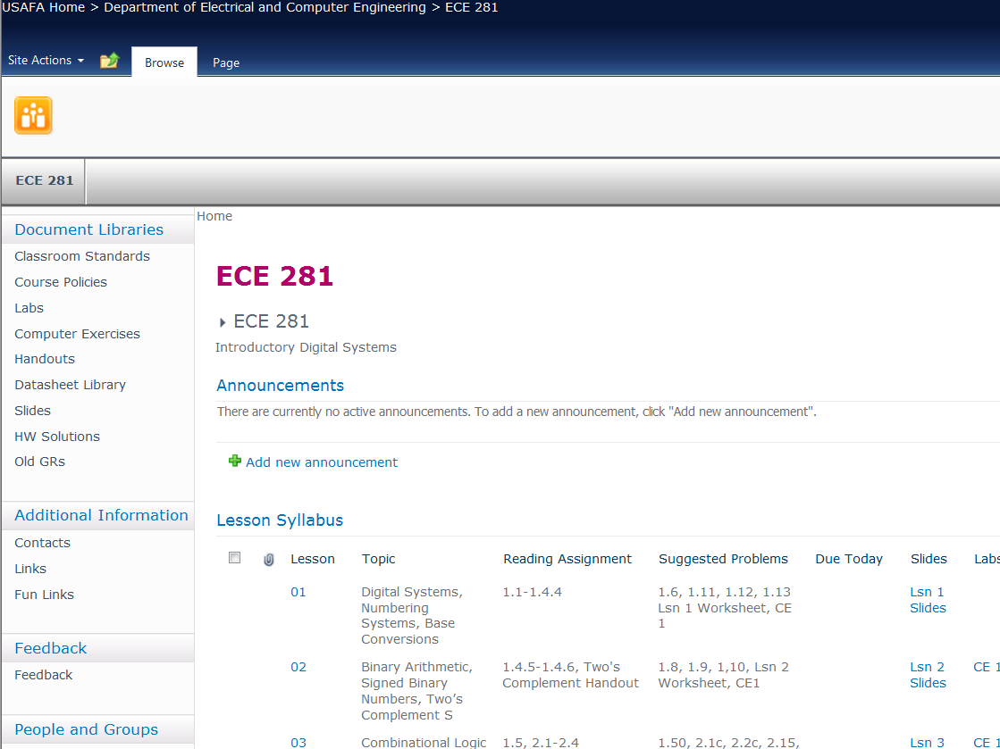 USAFA Home > Department of Electrical and Computer Engineering > ECE 281
Site Actions
Browse
Page
ECE 281
Document Libraries
Classroom Standards
Course Policies
Labs
Computer Exercises
Handouts
Datasheet Library
Slides
HW Solutions
Old GRs
Additional Information
Contacts
Links
Fun Links
Feedback
Feedback
People and Groups
Home
ECE 281
ECE 281
Introductory Digital Systems
Announcements
There are currently no active announcements. To add a new announcement, click "Add new announcement".
Add new announcement
Lesson Syllabus
Lesson Topic Reading Assignment Suggested Problems Due Today Slides Labs
01 Digital Systems, 1.1-1.4.4 1.6, 1.11, 1.12, 1.13 Lsn 1
Numbering Lsn 1 Worksheet, CE Slides
Systems, Base 1
Conversions
02 Binary Arithmetic, 1.4.5-1.4.6, Two's 1.8, 1.9, 1,10, Lsn 2 Lsn 2 CE 1
Signed Binary Complement Handout Worksheet, CE1 Slides
Numbers, Two’s
Complement S
03 Combinational Logic 1.5, 2.1-2.4 1.50, 2.1c, 2.2c, 2.15, Lsn 3 CE 1